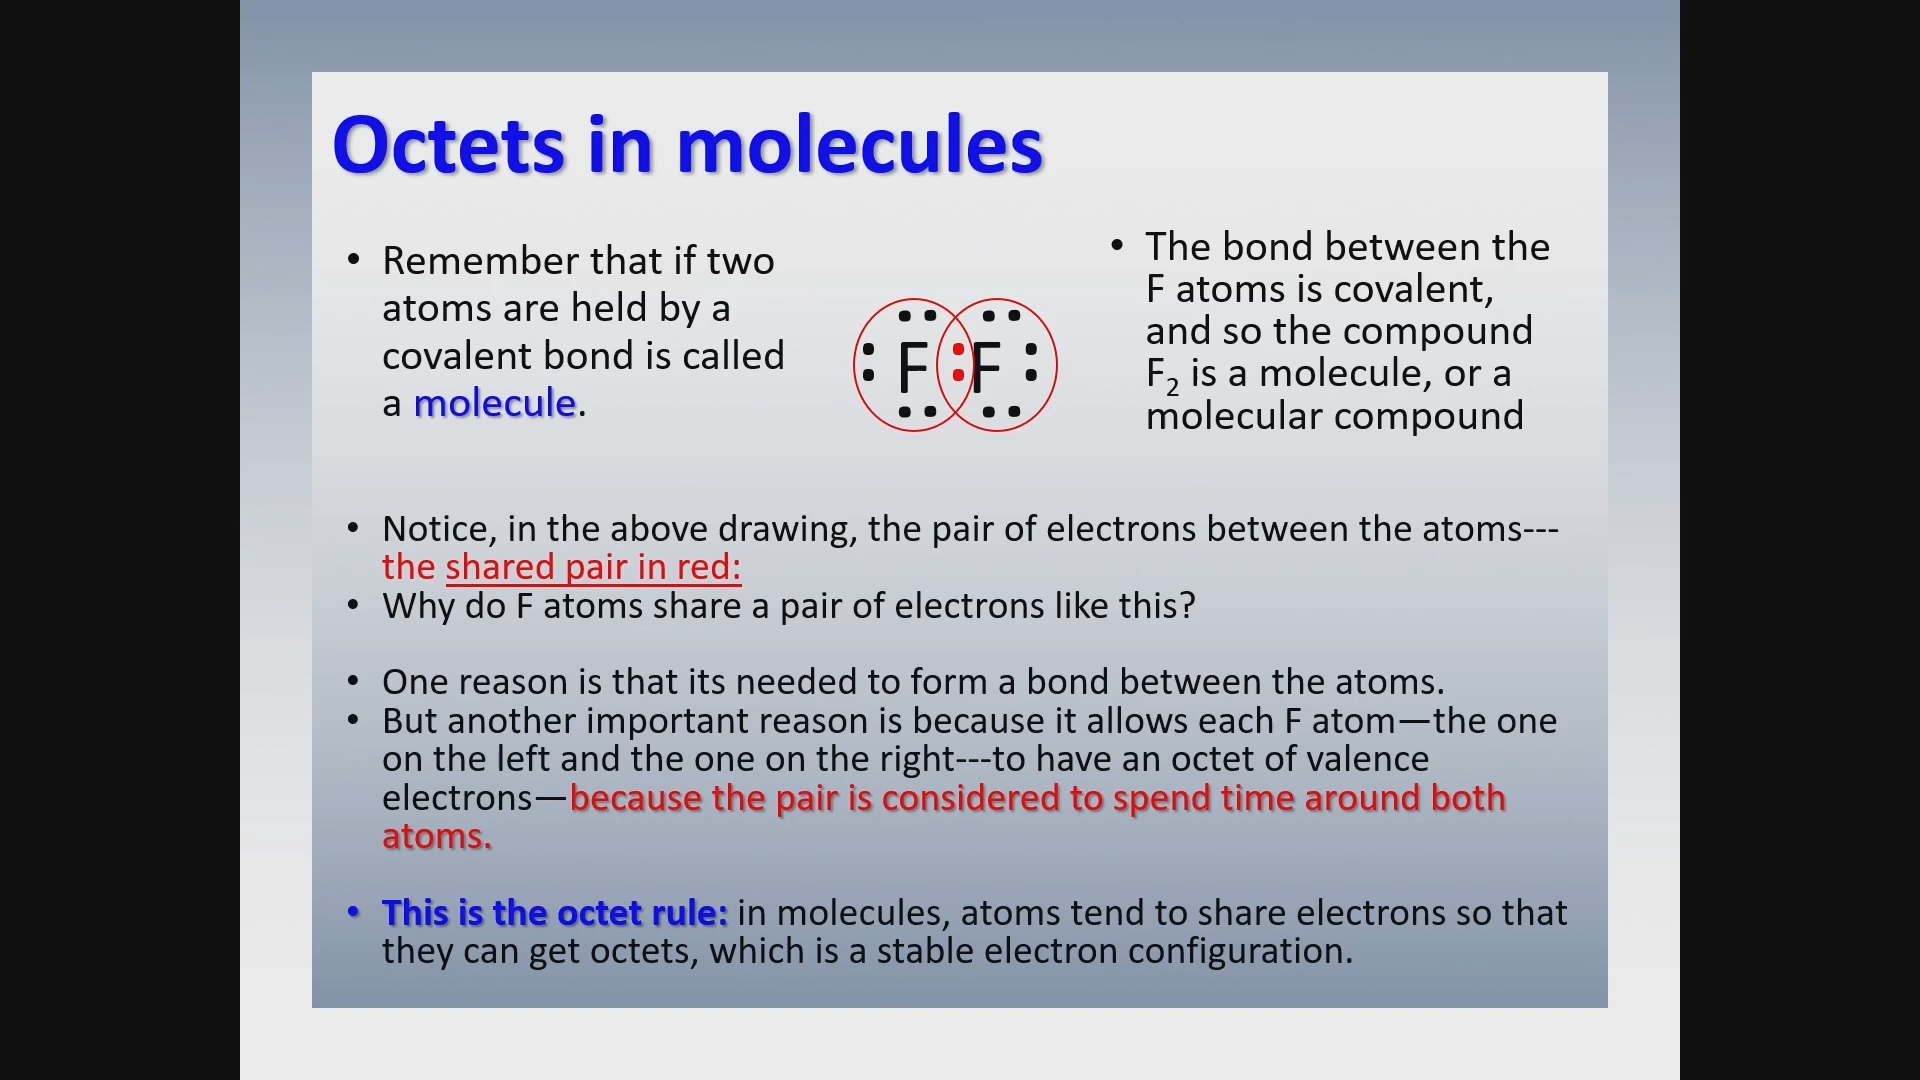 Octets in molecules
• Remember that if two
atoms are held by a
covalent bond is called
a molecule.
F F
• The bond between the
F atoms is covalent,
and so the compound
F₂ is a molecule, or a
molecular compound
• Notice, in the above drawing, the pair of electrons between the atoms---
the shared pair in red:
• Why do F atoms share a pair of electrons like this?
• One reason is that its needed to form a bond between the atoms.
• But another important reason is because it allows each F atom—the one
on the left and the one on the right---to have an octet of valence
electrons—because the pair is considered to spend time around both
atoms.
• This is the octet rule: in molecules, atoms tend to share electrons so that
they can get octets, which is a stable electron configuration.